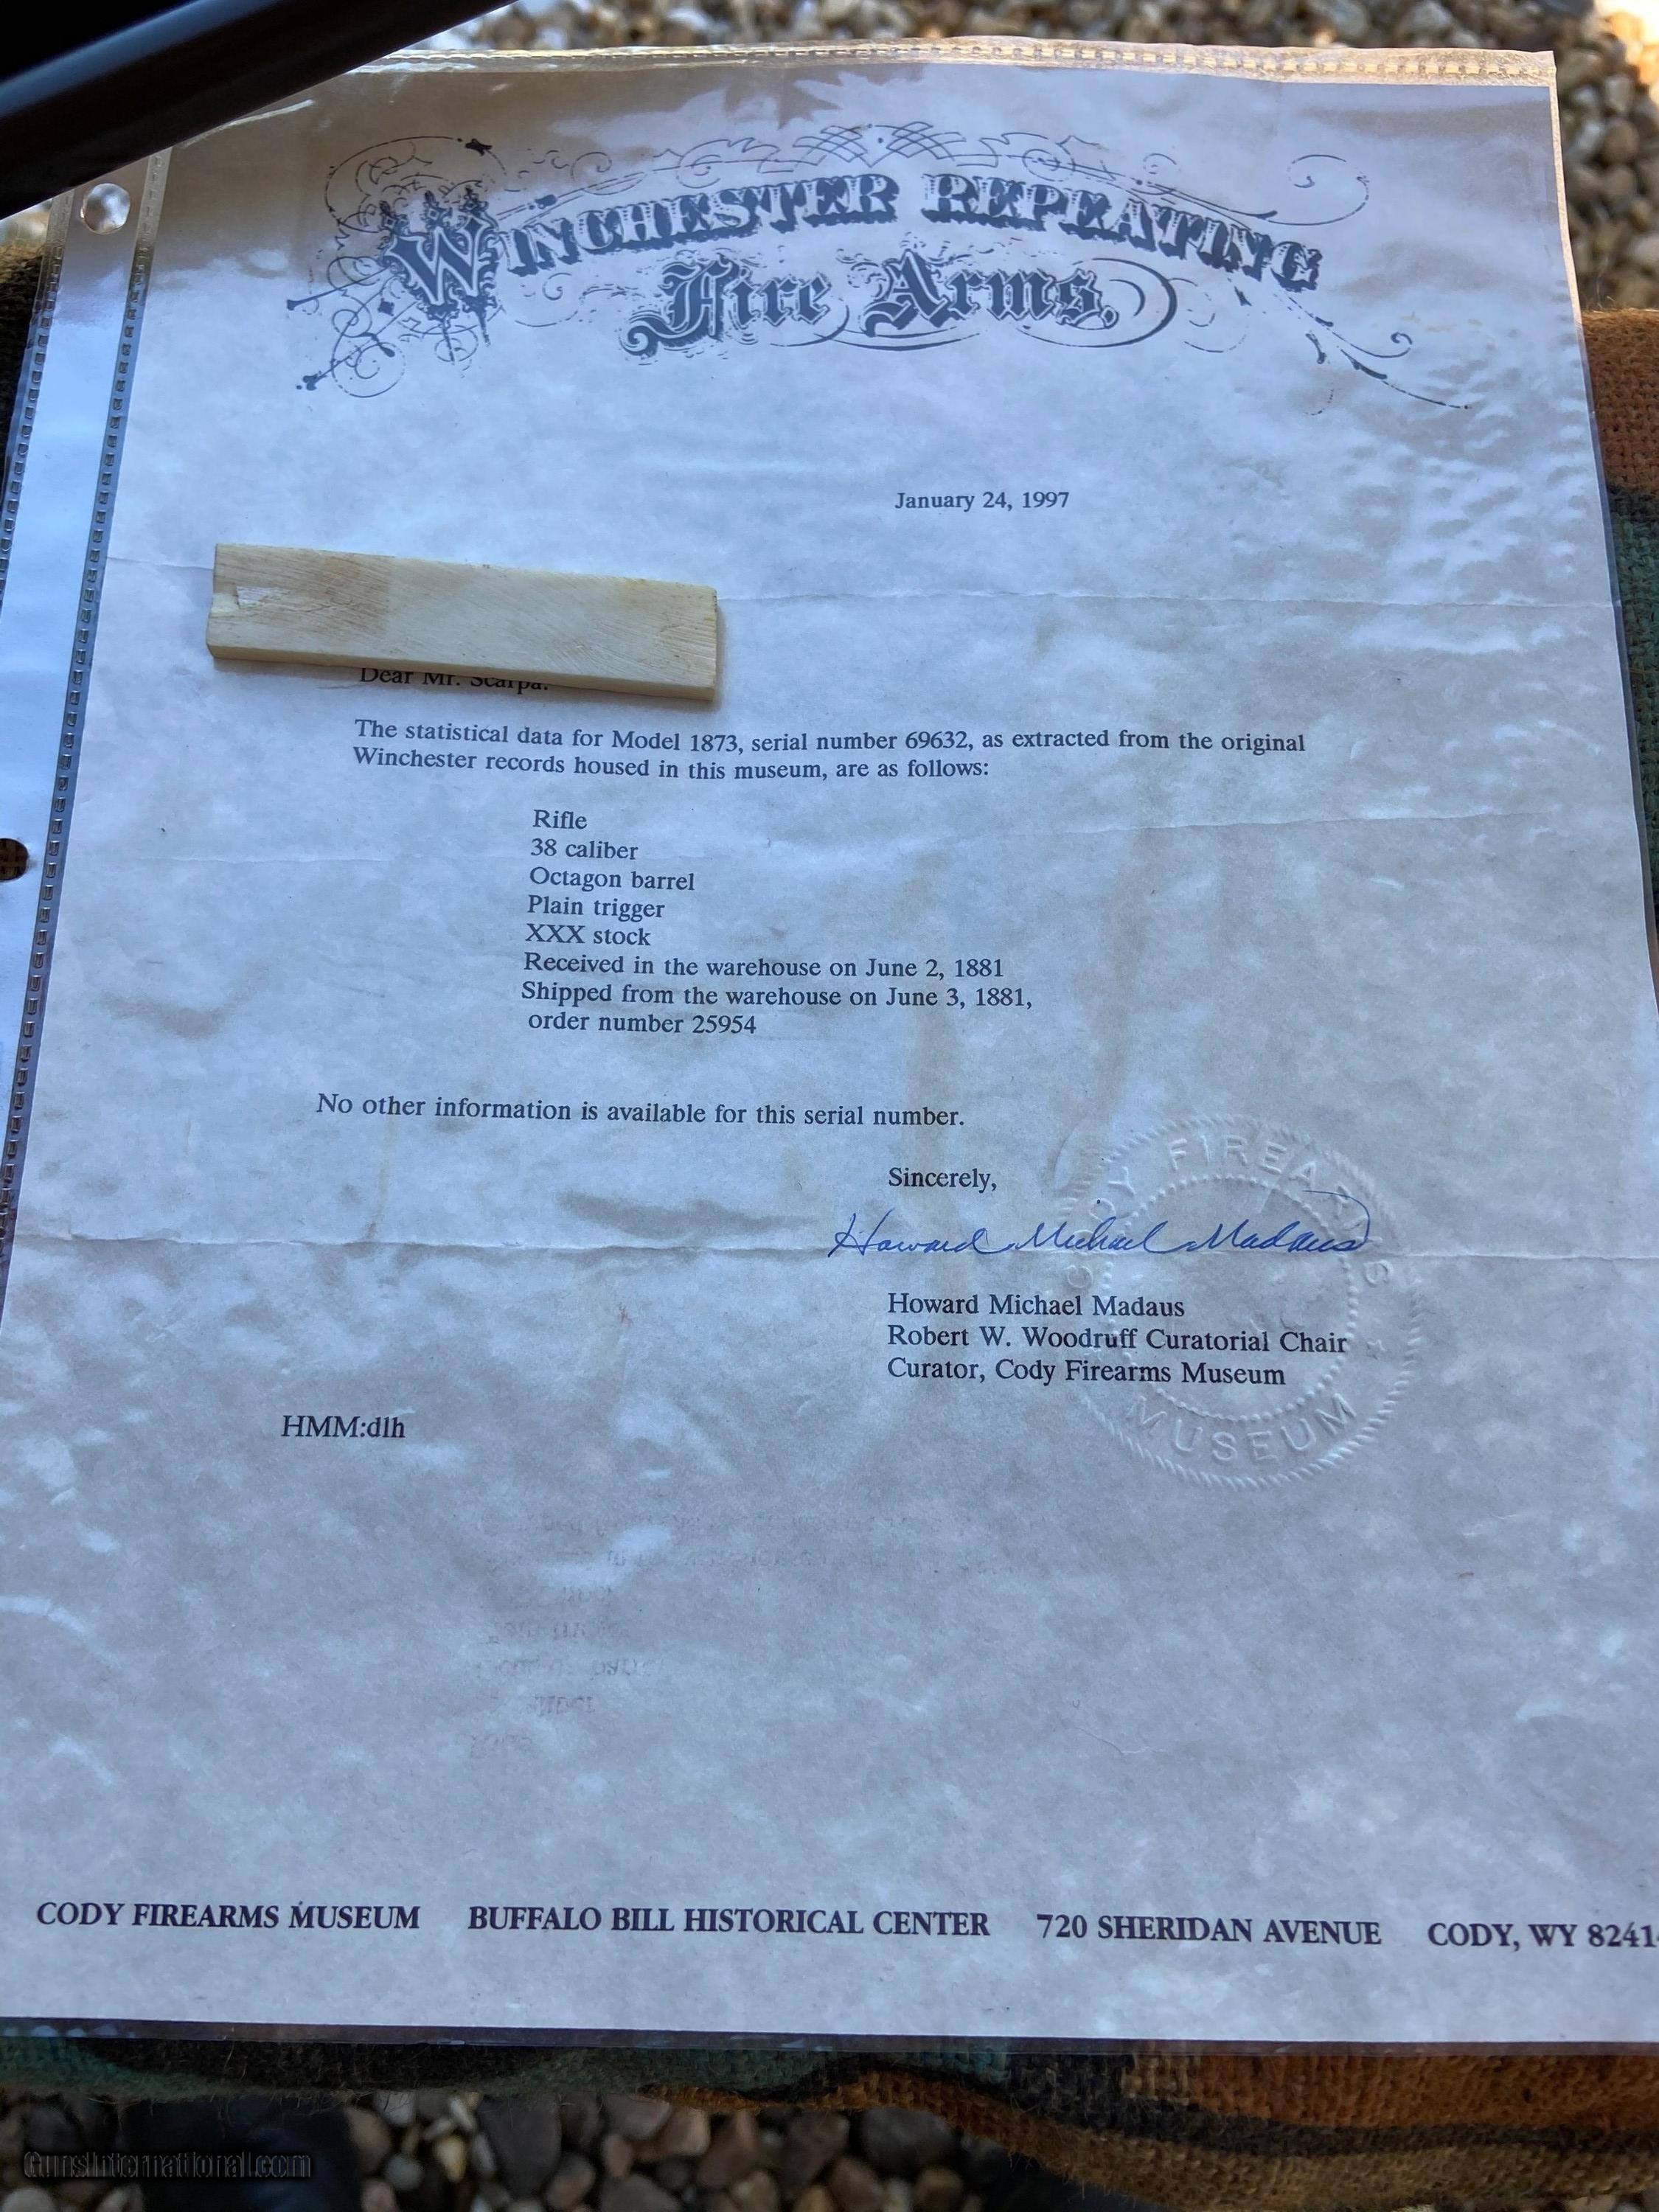 WINCHESTER REPEATING
Fire Arms.
January 24, 1997
Dear Mr. Scarpa:
The statistical data for Model 1873, serial number 69632, as extracted from the original
Winchester records housed in this museum, are as follows:
Rifle
38 caliber
Octagon barrel
Plain trigger
XXX stock
Received in the warehouse on June 2, 1881
Shipped from the warehouse on June 3, 1881,
order number 25954
No other information is available for this serial number.
Sincerely,
Howard Michael Madaus
Howard Michael Madaus
Robert W. Woodruff Curatorial Chair
Curator, Cody Firearms Museum
CODY FIREARMS
MUSEUM
HMM:dlh
CODY FIREARMS MUSEUM BUFFALO BILL HISTORICAL CENTER 720 SHERIDAN AVENUE CODY, WY 8241
GunsInternational.com